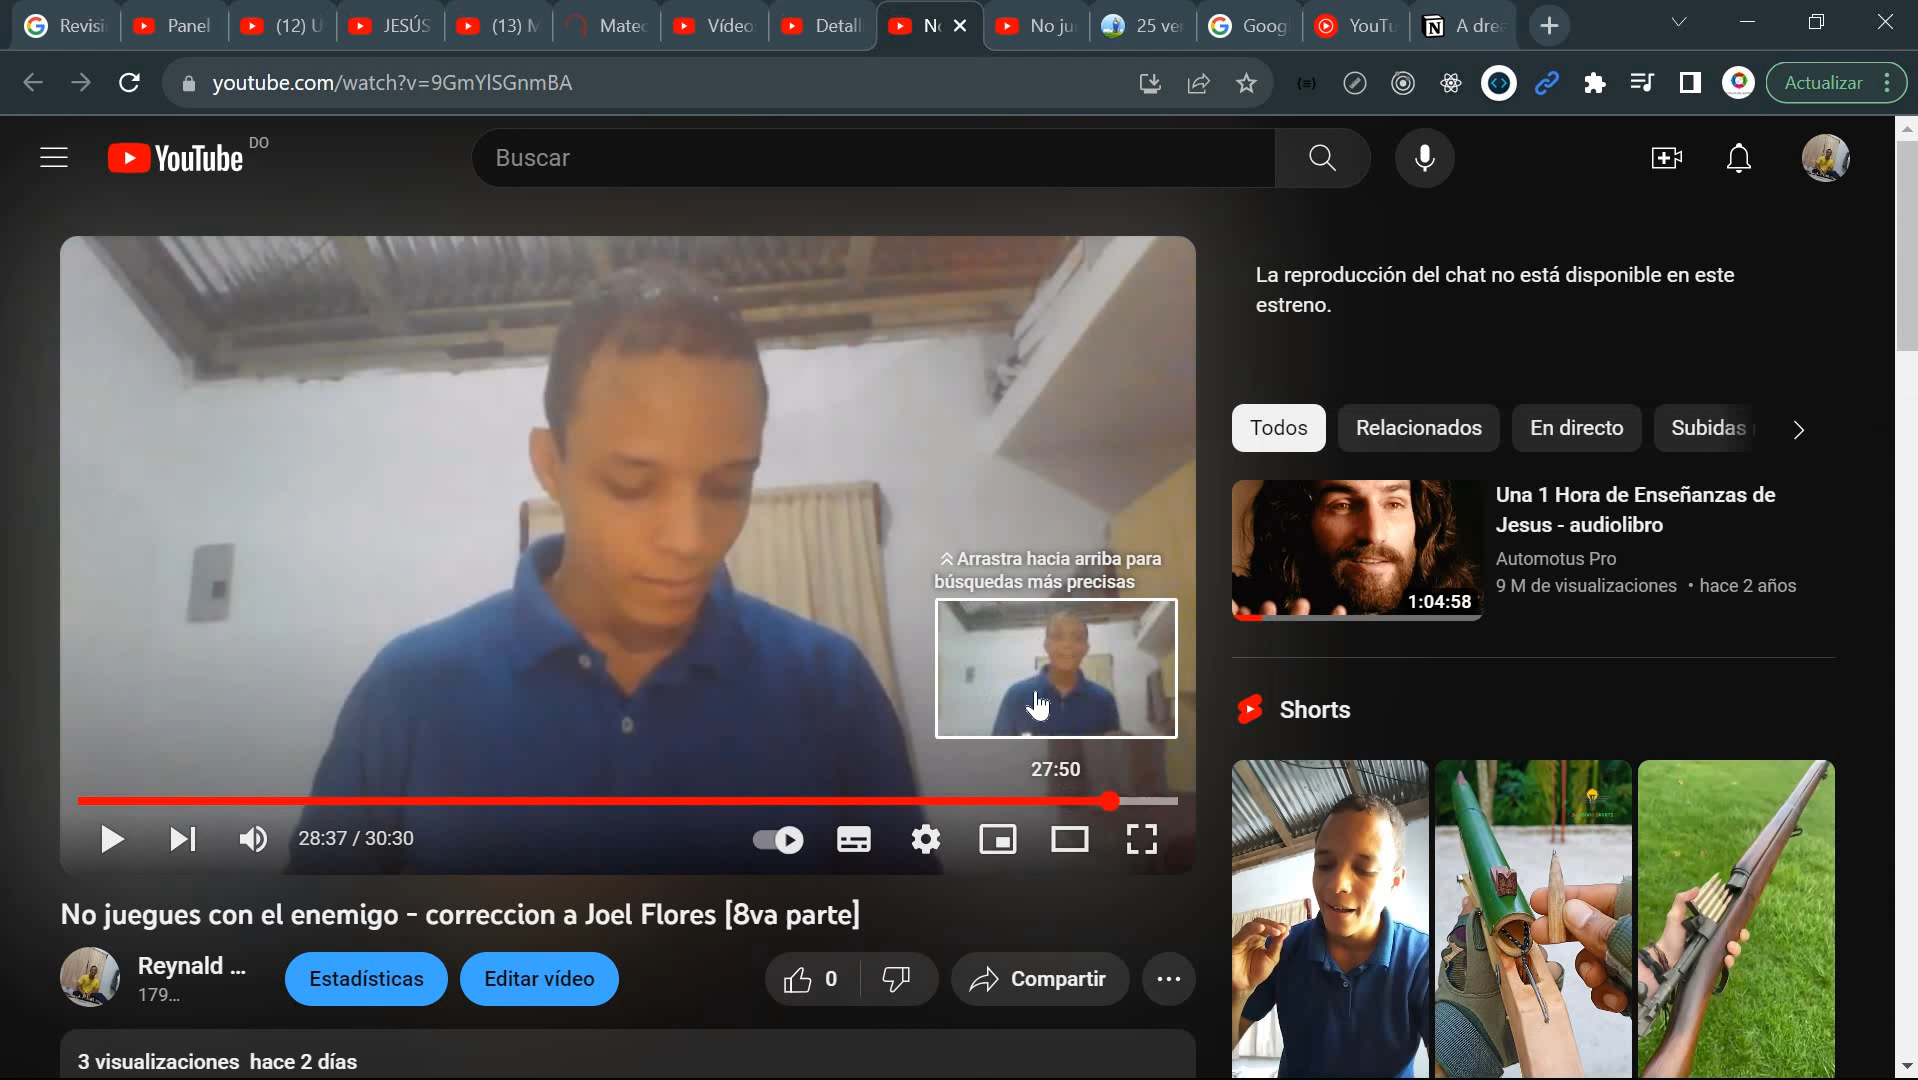 Revisi
Panel
(12) U
JESÚS
(13) M
Matec
Vídeo
Detall
No
No ju
25 ver
Goog
YouTu
A drea
youtube.com/watch?v=9GmYlSGnmBA
Actualizar
YouTube DO
Buscar
La reproducción del chat no está disponible en este
estreno.
Todos
Relacionados
En directo
Subidas
Arrastra hacia arriba para
búsquedas más precisas
27:50
28:37 / 30:30
1:04:58
Una 1 Hora de Enseñanzas de
Jesus - audiolibro
Automotus Pro
9 M de visualizaciones • hace 2 años
Shorts
No juegues con el enemigo - correccion a Joel Flores [8va parte]
Reynald ...
179...
Estadísticas
Editar vídeo
0
Compartir
3 visualizaciones hace 2 días